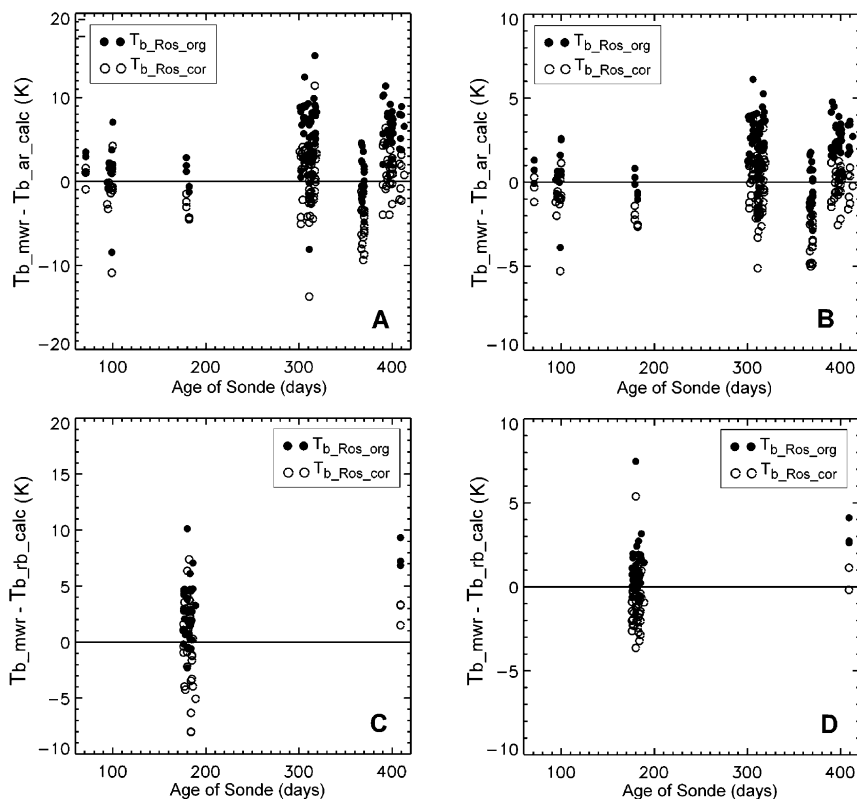 20
10
0
−10
−20
Tb_mwr - Tb_ar_calc (K)
Tb_Ros_org
Tb_Ros_cor
A
100 200 300 400
Age of Sonde (days)
10
5
0
−5
−10
Tb_mwr - Tb_ar_calc (K)
Tb_Ros_org
Tb_Ros_cor
B
100 200 300 400
Age of Sonde (days)
20
15
10
5
0
−5
−10
Tb_mwr - Tb_rb_calc (K)
Tb_Ros_org
Tb_Ros_cor
C
100 200 300 400
Age of Sonde (days)
10
5
0
−5
−10
Tb_mwr - Tb_rb_calc (K)
Tb_Ros_org
Tb_Ros_cor
D
100 200 300 400
Age of Sonde (days)